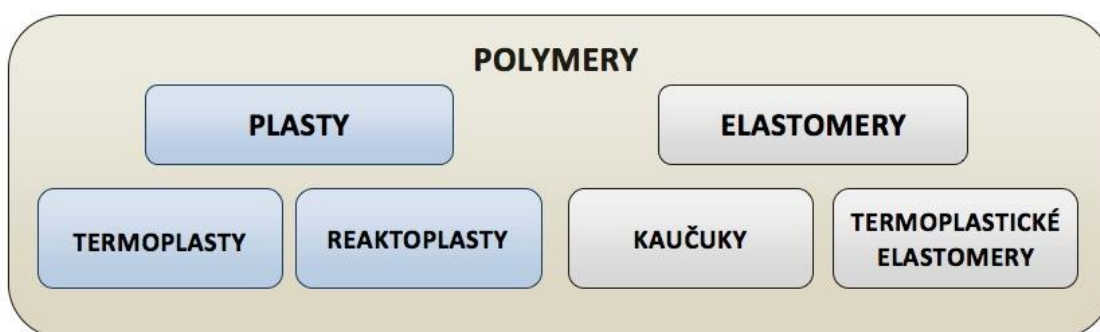 POLYMERY
PLASTY
ELASTOMERY
TERMOPLASTY
REAKTOPLASTY
KAUČUKY
TERMOPLASTICKÉ
ELASTOMERY